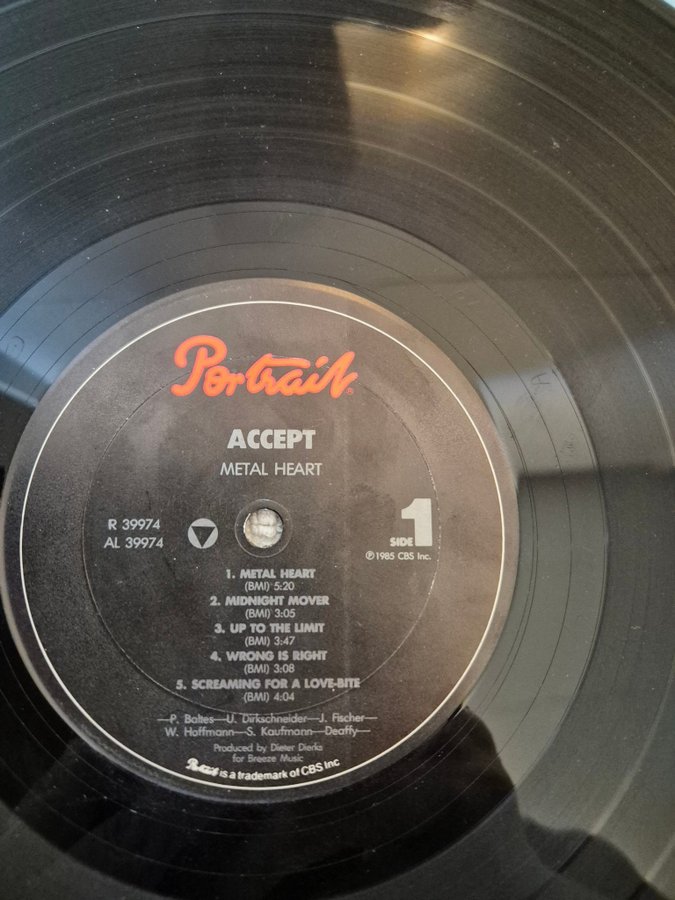 Portrait®
ACCEPT
METAL HEART
R 39974
AL 39974
SIDE 1
℗1985 CBS Inc.
1. METAL HEART
(BMI) 5:20
2. MIDNIGHT MOVER
(BMI) 3:05
3. UP TO THE LIMIT
(BMI) 3:47
4. WRONG IS RIGHT
(BMI) 3:08
5. SCREAMING FOR A LOVE-BITE
(BMI) 4:04
—P. Baltes—U. Dirkschneider—J. Fischer—
W. Hoffmann—S. Kaufmann—Deaffy—
Produced by Dieter Dierks
for Breeze Music
Portrait is a trademark of CBS Inc